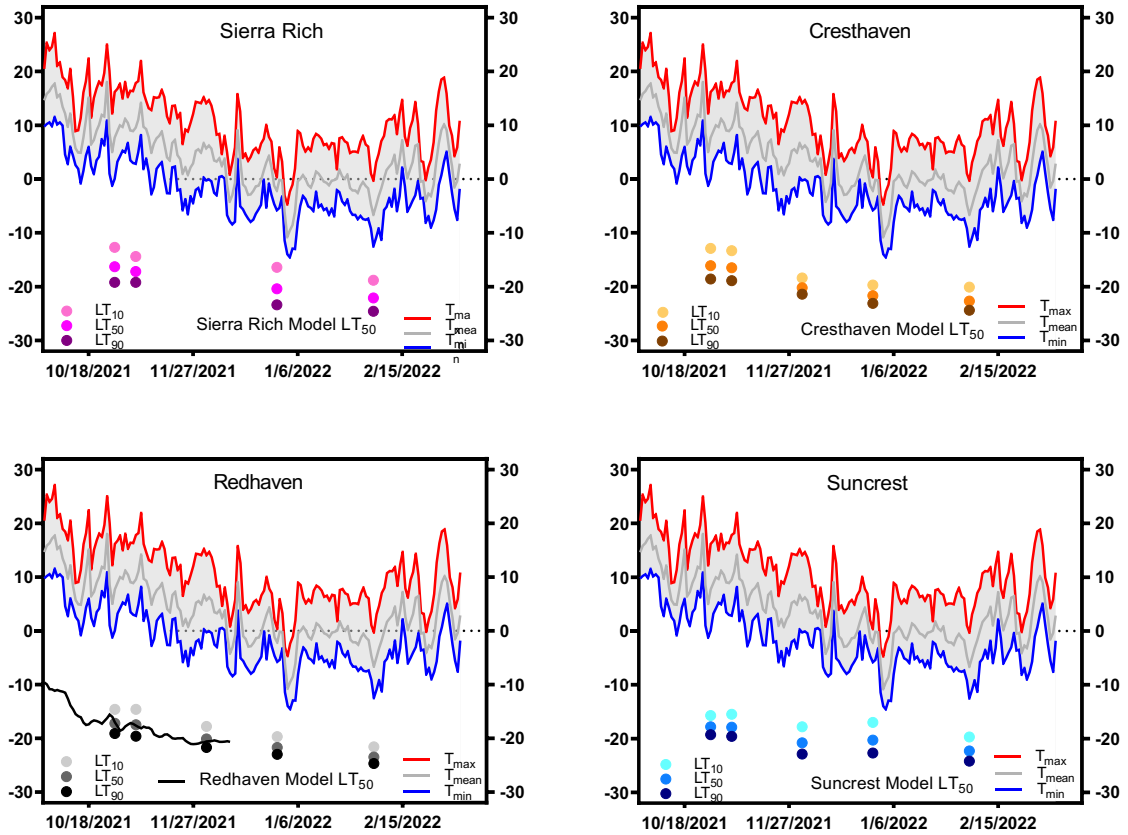 Sierra Rich
30 30
20 20
10 10
0 0
-10 -10
-20 -20
-30 -30
LT10
LT50
LT90
Sierra Rich Model LT50
Tma
mea
Tmi
n
10/18/2021 11/27/2021 1/6/2022 2/15/2022
Cresthaven
30 30
20 20
10 10
0 0
-10 -10
-20 -20
-30 -30
LT10
LT50
LT90
Cresthaven Model LT50
Tmax
Tmean
Tmin
10/18/2021 11/27/2021 1/6/2022 2/15/2022
Redhaven
30 30
20 20
10 10
0 0
-10 -10
-20 -20
-30 -30
LT10
LT50
LT90
Redhaven Model LT50
Tmax
Tmean
Tmin
10/18/2021 11/27/2021 1/6/2022 2/15/2022
Suncrest
30 30
20 20
10 10
0 0
-10 -10
-20 -20
-30 -30
LT10
LT50
LT90
Suncrest Model LT50
Tmax
Tmean
Tmin
10/18/2021 11/27/2021 1/6/2022 2/15/2022